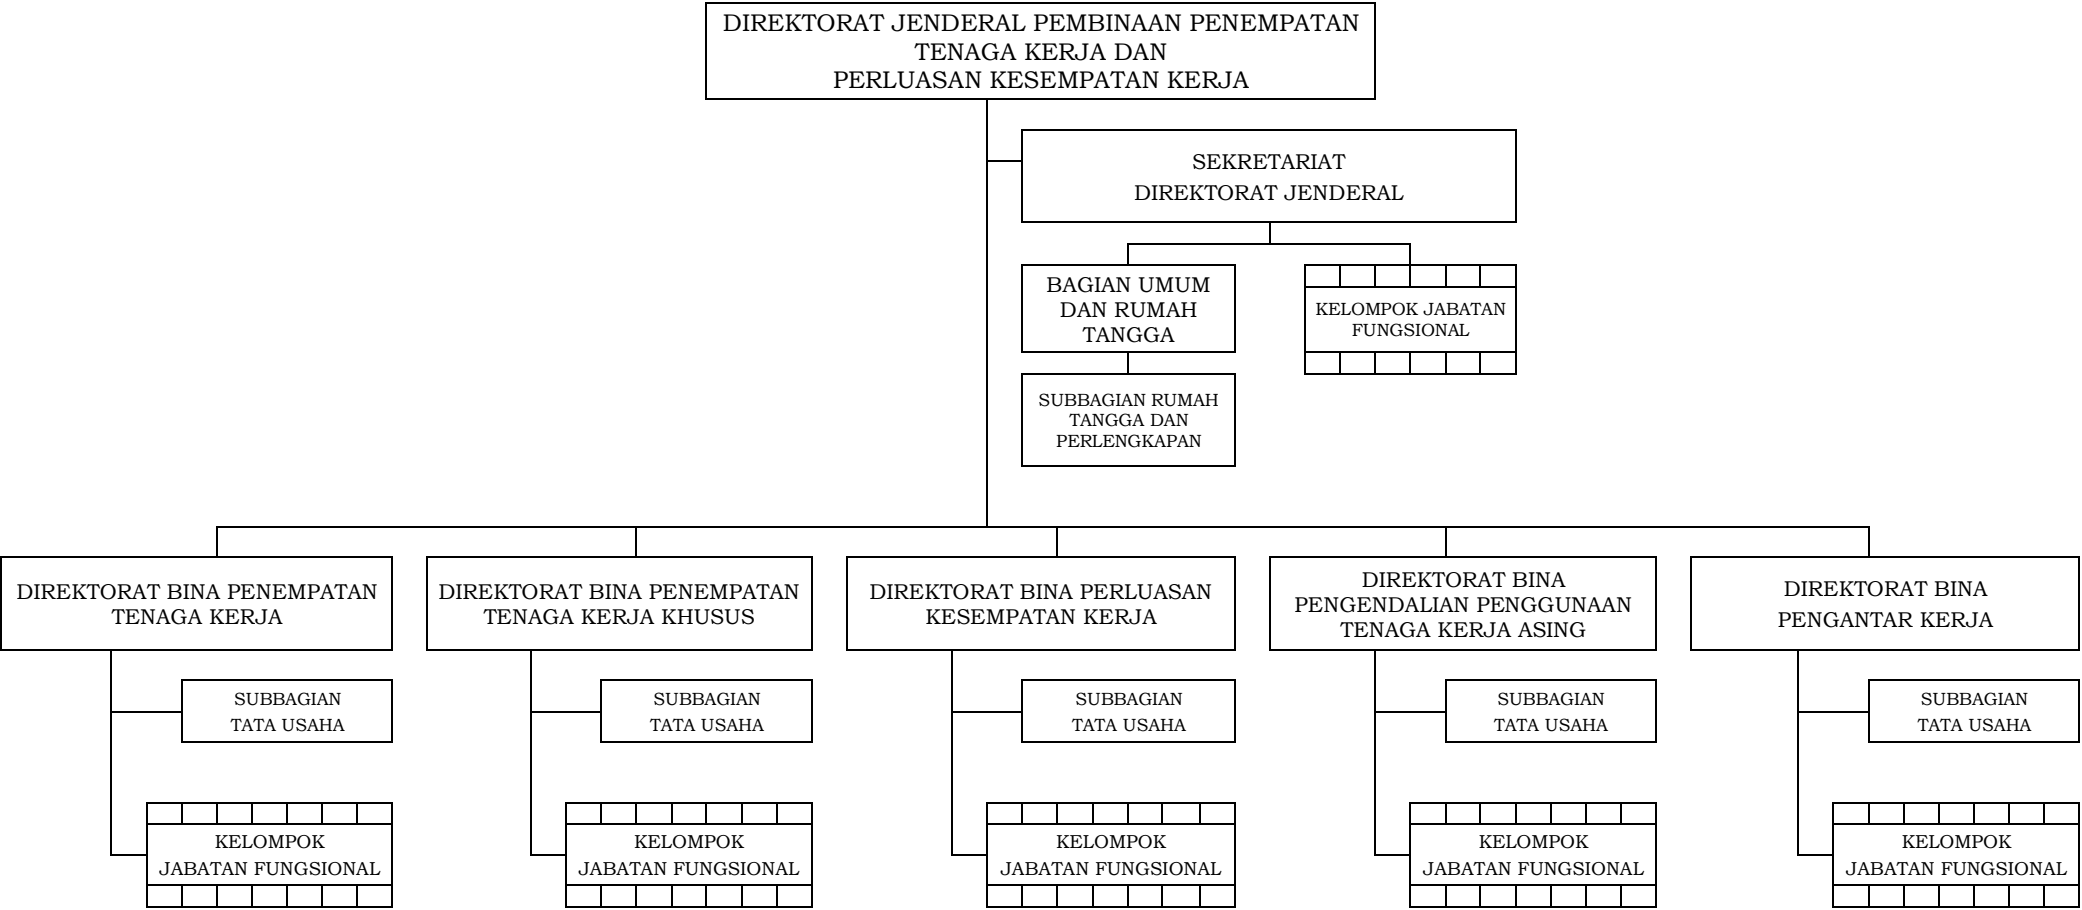 DIREKTORAT JENDERAL PEMBINAAN PENEMPATAN
TENAGA KERJA DAN
PERLUASAN KESEMPATAN KERJA
SEKRETARIAT
DIREKTORAT JENDERAL
BAGIAN UMUM
DAN RUMAH
TANGGA
KELOMPOK JABATAN
FUNGSIONAL
SUBBAGIAN RUMAH
TANGGA DAN
PERLENGKAPAN
DIREKTORAT BINA PENEMPATAN
TENAGA KERJA
DIREKTORAT BINA PENEMPATAN
TENAGA KERJA KHUSUS
DIREKTORAT BINA PERLUASAN
KESEMPATAN KERJA
DIREKTORAT BINA
PENGENDALIAN PENGGUNAAN
TENAGA KERJA ASING
DIREKTORAT BINA
PENGANTAR KERJA
SUBBAGIAN
TATA USAHA
SUBBAGIAN
TATA USAHA
SUBBAGIAN
TATA USAHA
SUBBAGIAN
TATA USAHA
SUBBAGIAN
TATA USAHA
KELOMPOK
JABATAN FUNGSIONAL
KELOMPOK
JABATAN FUNGSIONAL
KELOMPOK
JABATAN FUNGSIONAL
KELOMPOK
JABATAN FUNGSIONAL
KELOMPOK
JABATAN FUNGSIONAL